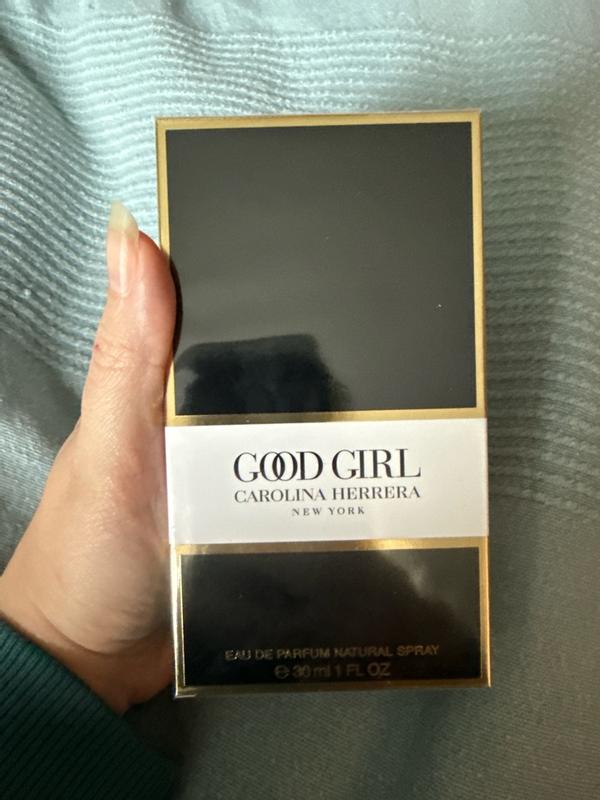 GOOD GIRL
CAROLINA HERRERA
NEW YORK
EAU DE PARFUM NATURAL SPRAY
℮ 30 ml 1 FL OZ